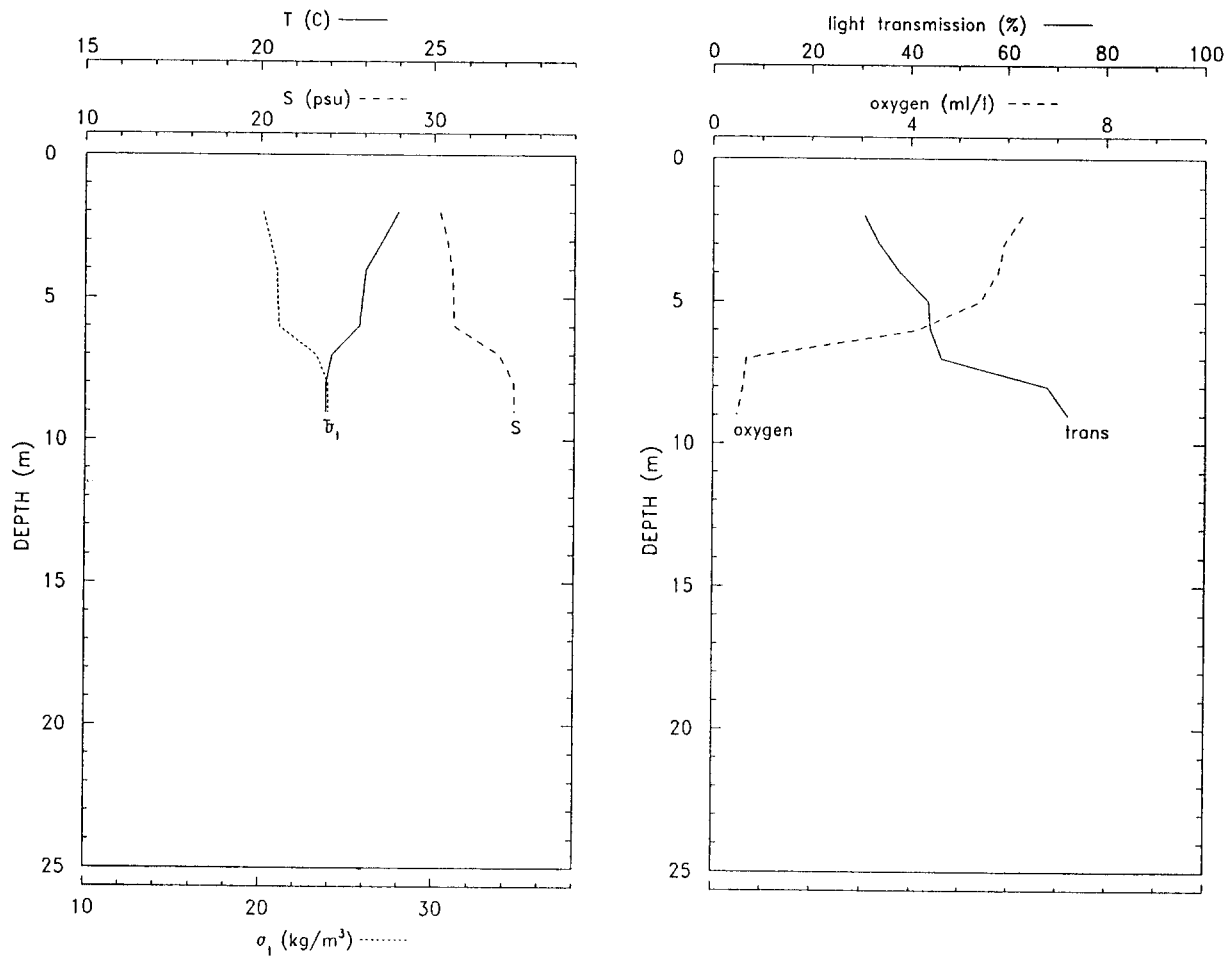 T (C)
15 20 25
S (psu)
10 20 30
0
5
10
15
20
25
DEPTH (m)
σt
S
10 20 30
σt (kg/m³)
light transmission (%)
0 20 40 60 80 100
oxygen (ml/l)
0 4 8
0
5
10
15
20
25
DEPTH (m)
oxygen
trans